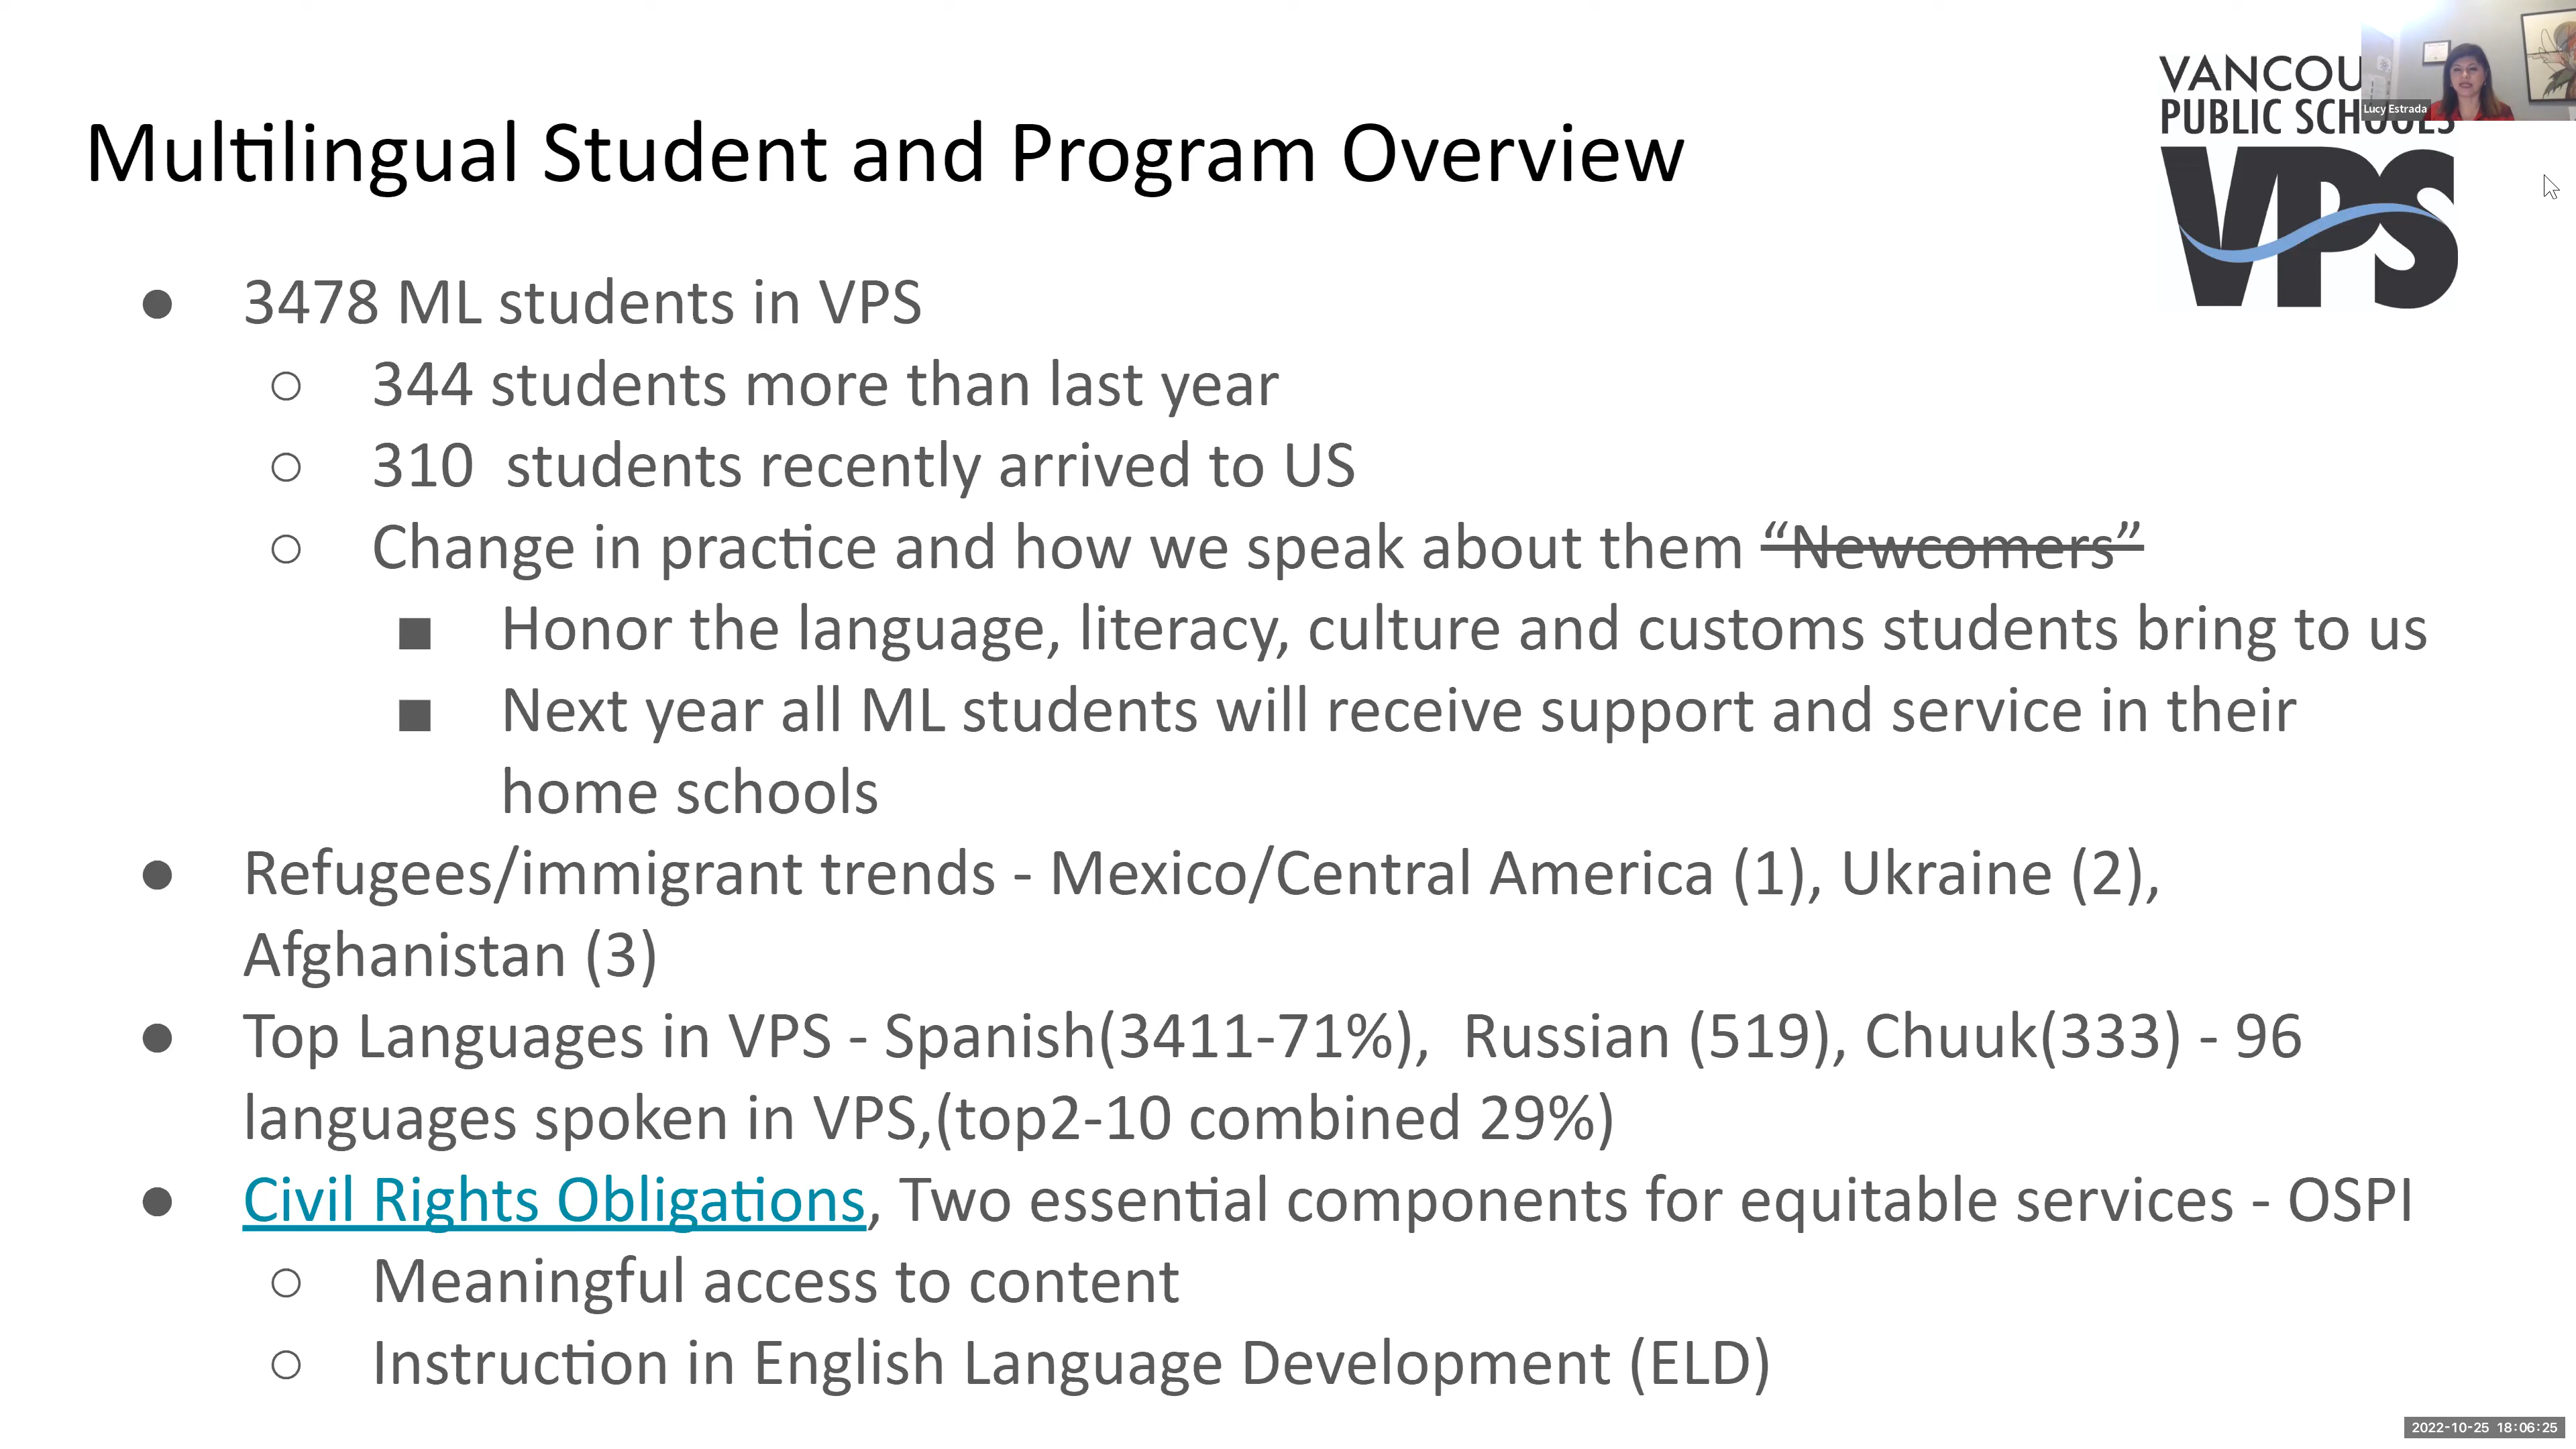 VANCOU
PUBLIC SCHOOLS
VPS
Lucy Estrada
Multilingual Student and Program Overview
● 3478 ML students in VPS
○ 344 students more than last year
○ 310  students recently arrived to US
○ Change in practice and how we speak about them “Newcomers”
■ Honor the language, literacy, culture and customs students bring to us
■ Next year all ML students will receive support and service in their
home schools
● Refugees/immigrant trends - Mexico/Central America (1), Ukraine (2),
Afghanistan (3)
● Top Languages in VPS - Spanish(3411-71%),  Russian (519), Chuuk(333) - 96
languages spoken in VPS,(top2-10 combined 29%)
● Civil Rights Obligations, Two essential components for equitable services - OSPI
○ Meaningful access to content
○ Instruction in English Language Development (ELD)
2022-10-25 18:06:25